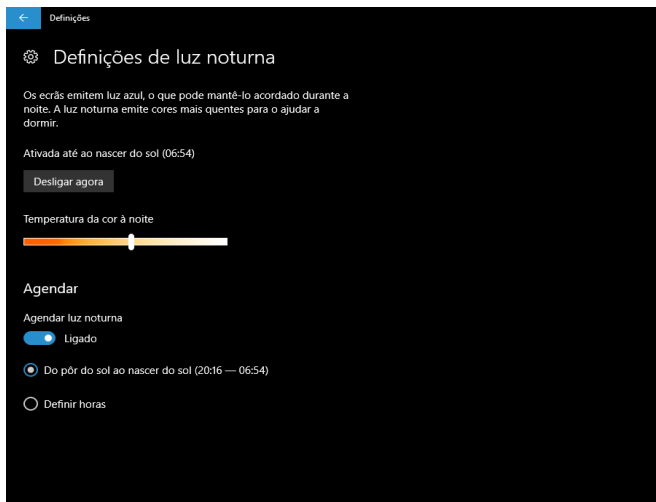 Definições
Definições de luz noturna
Os ecrãs emitem luz azul, o que pode mantê-lo acordado durante a
noite. A luz noturna emite cores mais quentes para o ajudar a
dormir.
Ativada até ao nascer do sol (06:54)
Desligar agora
Temperatura da cor à noite
Agendar
Agendar luz noturna
Ligado
Do pôr do sol ao nascer do sol (20:16 — 06:54)
Definir horas